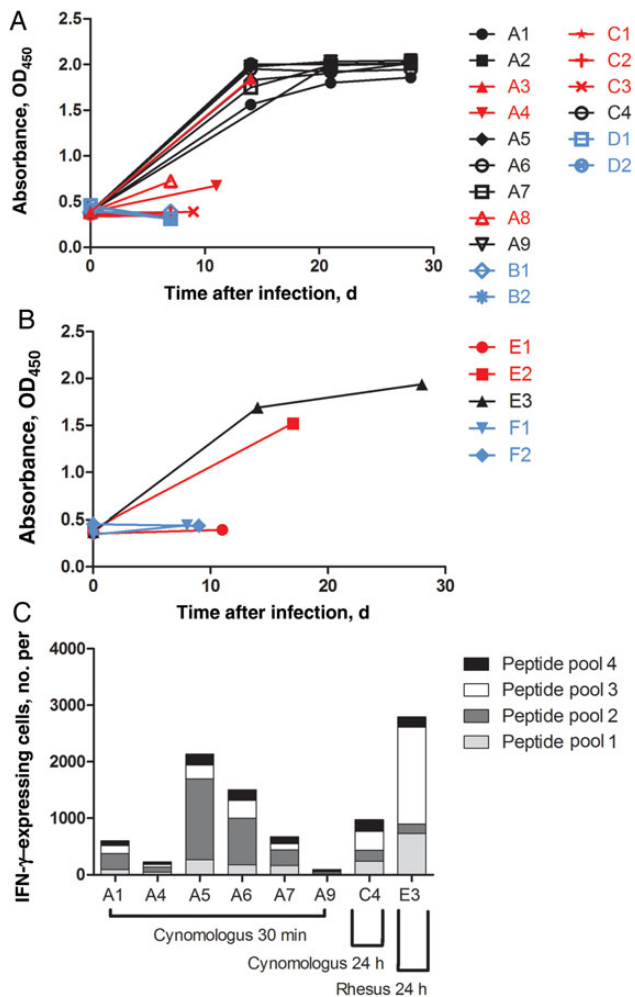 A
Absorbance, OD450
2.5
2.0
1.5
1.0
0.5
0.0
0
10
20
30
Time after infection, d
A1
A2
A3
A4
A5
A6
A7
A8
A9
B1
B2
C1
C2
C3
C4
D1
D2
B
Absorbance, OD450
2.5
2.0
1.5
1.0
0.5
0.0
0
10
20
30
Time after infection, d
E1
E2
E3
F1
F2
C
IFN-γ-expressing cells, no. per
4000
3000
2000
1000
0
A1 A4 A5 A6 A7 A9 C4 E3
Cynomologus 30 min
Cynomologus 24 h
Rhesus 24 h
Peptide pool 4
Peptide pool 3
Peptide pool 2
Peptide pool 1